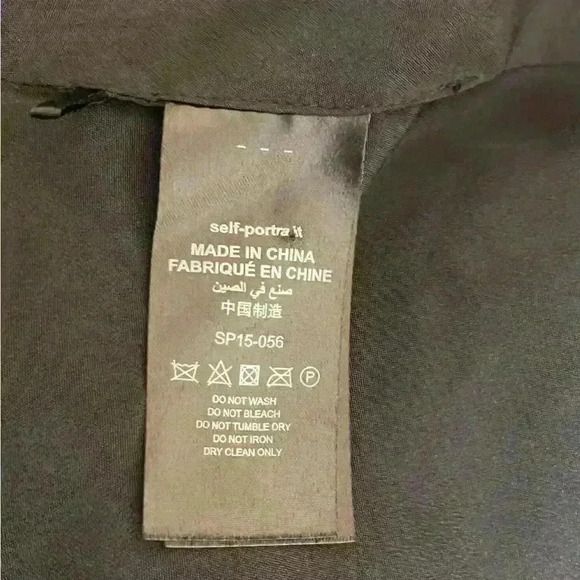 self-portrait
MADE IN CHINA
FABRIQUÉ EN CHINE
صنع في الصين
中国制造
SP15-056
P
DO NOT WASH
DO NOT BLEACH
DO NOT TUMBLE DRY
DO NOT IRON
DRY CLEAN ONLY